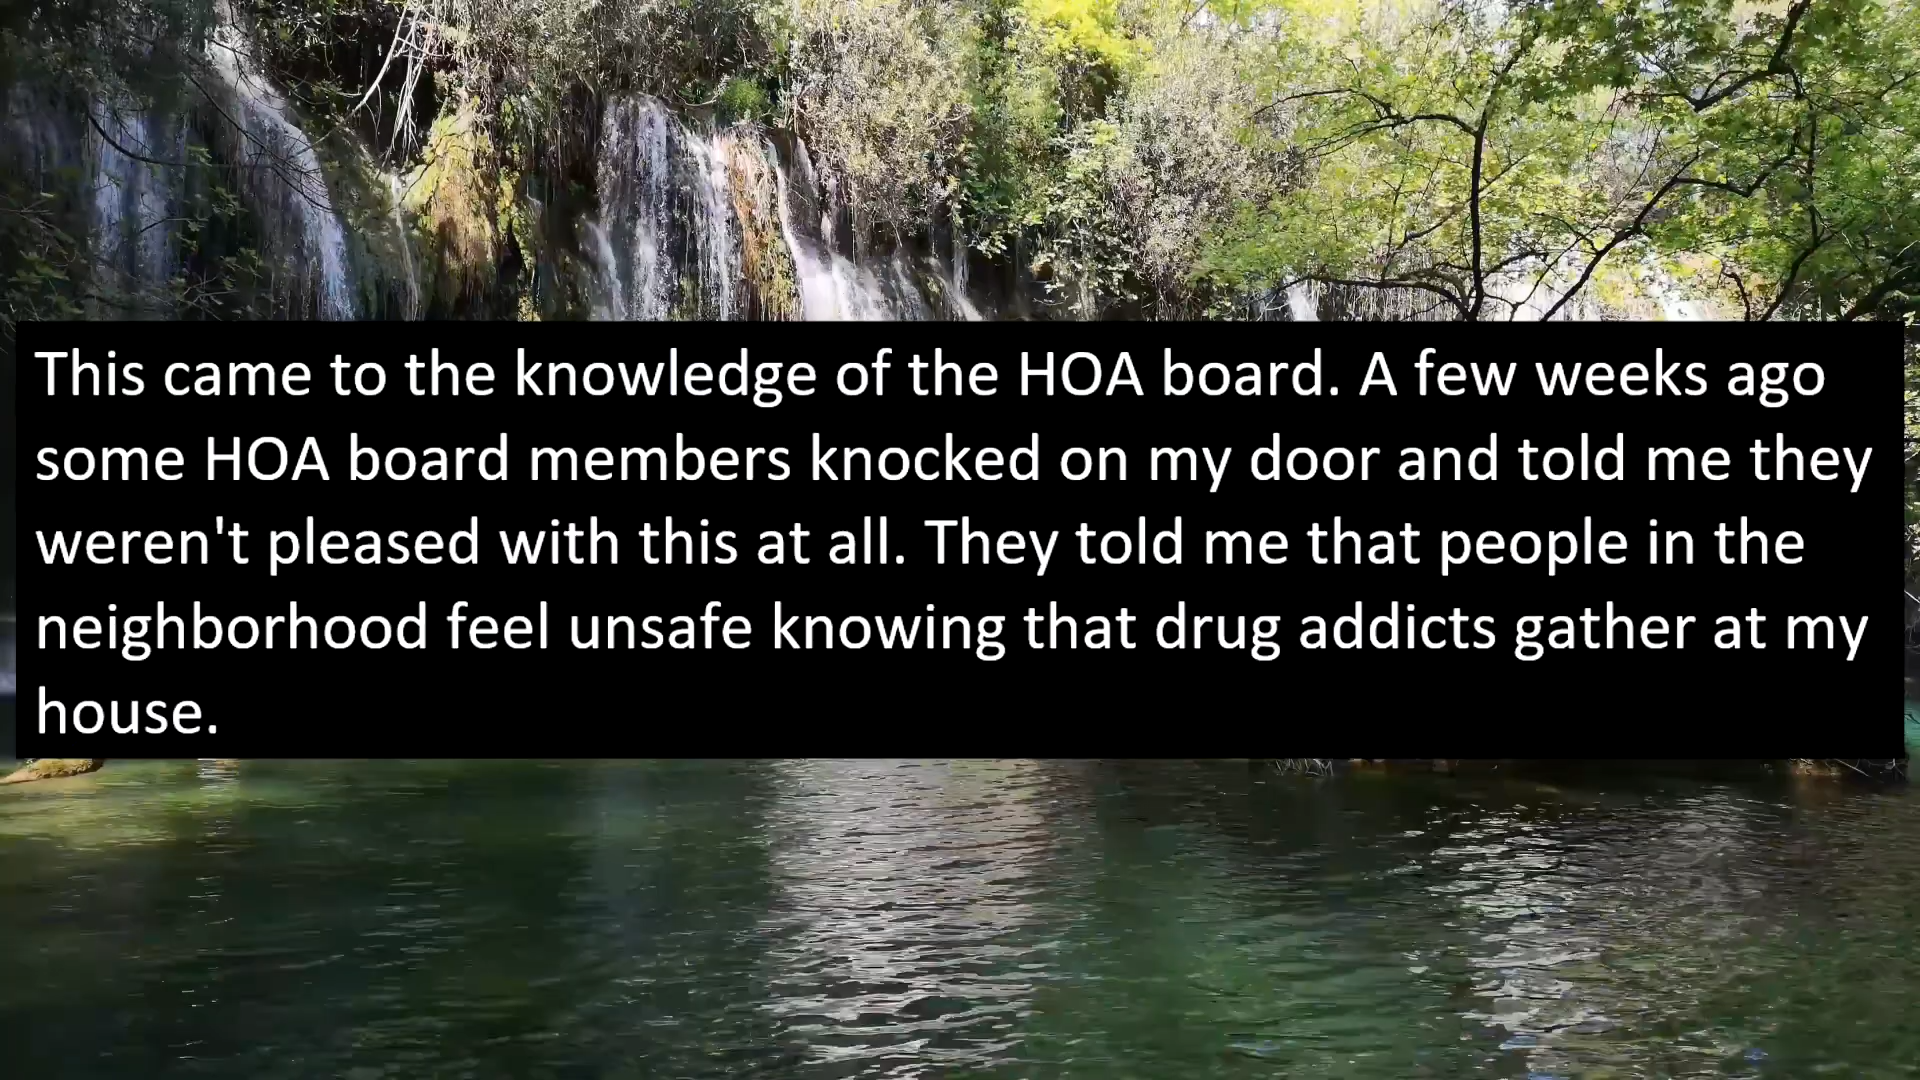 This came to the knowledge of the HOA board. A few weeks ago
some HOA board members knocked on my door and told me they
weren't pleased with this at all. They told me that people in the
neighborhood feel unsafe knowing that drug addicts gather at my
house.